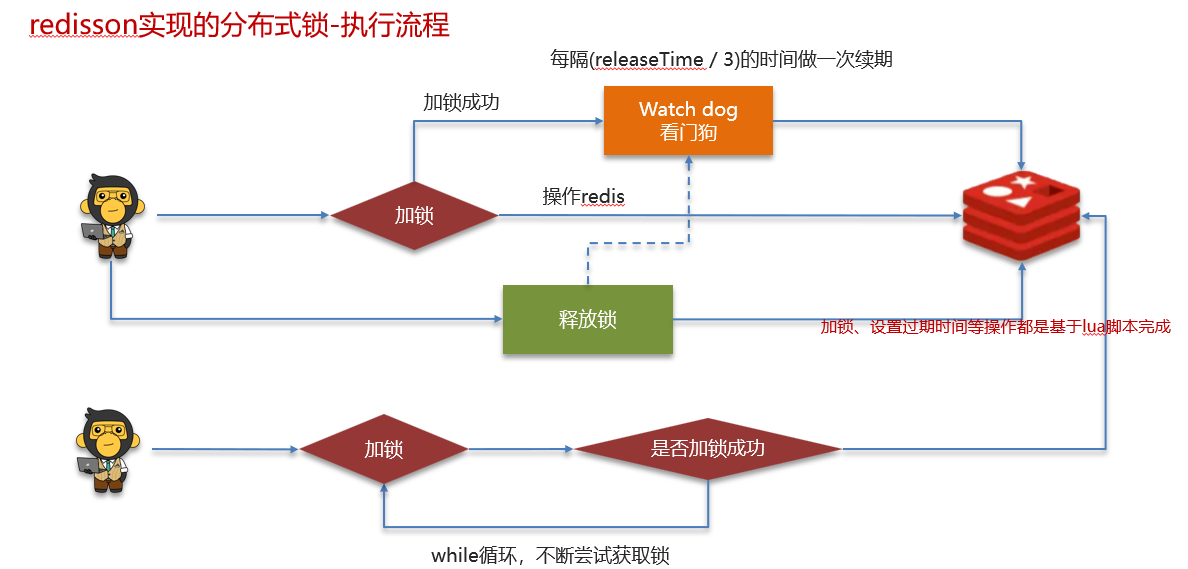 redisson实现的分布式锁-执行流程
每隔(releaseTime / 3)的时间做一次续期
加锁成功
Watch dog
看门狗
加锁
操作redis
释放锁
加锁、设置过期时间等操作都是基于lua脚本完成
加锁
是否加锁成功
while循环，不断尝试获取锁